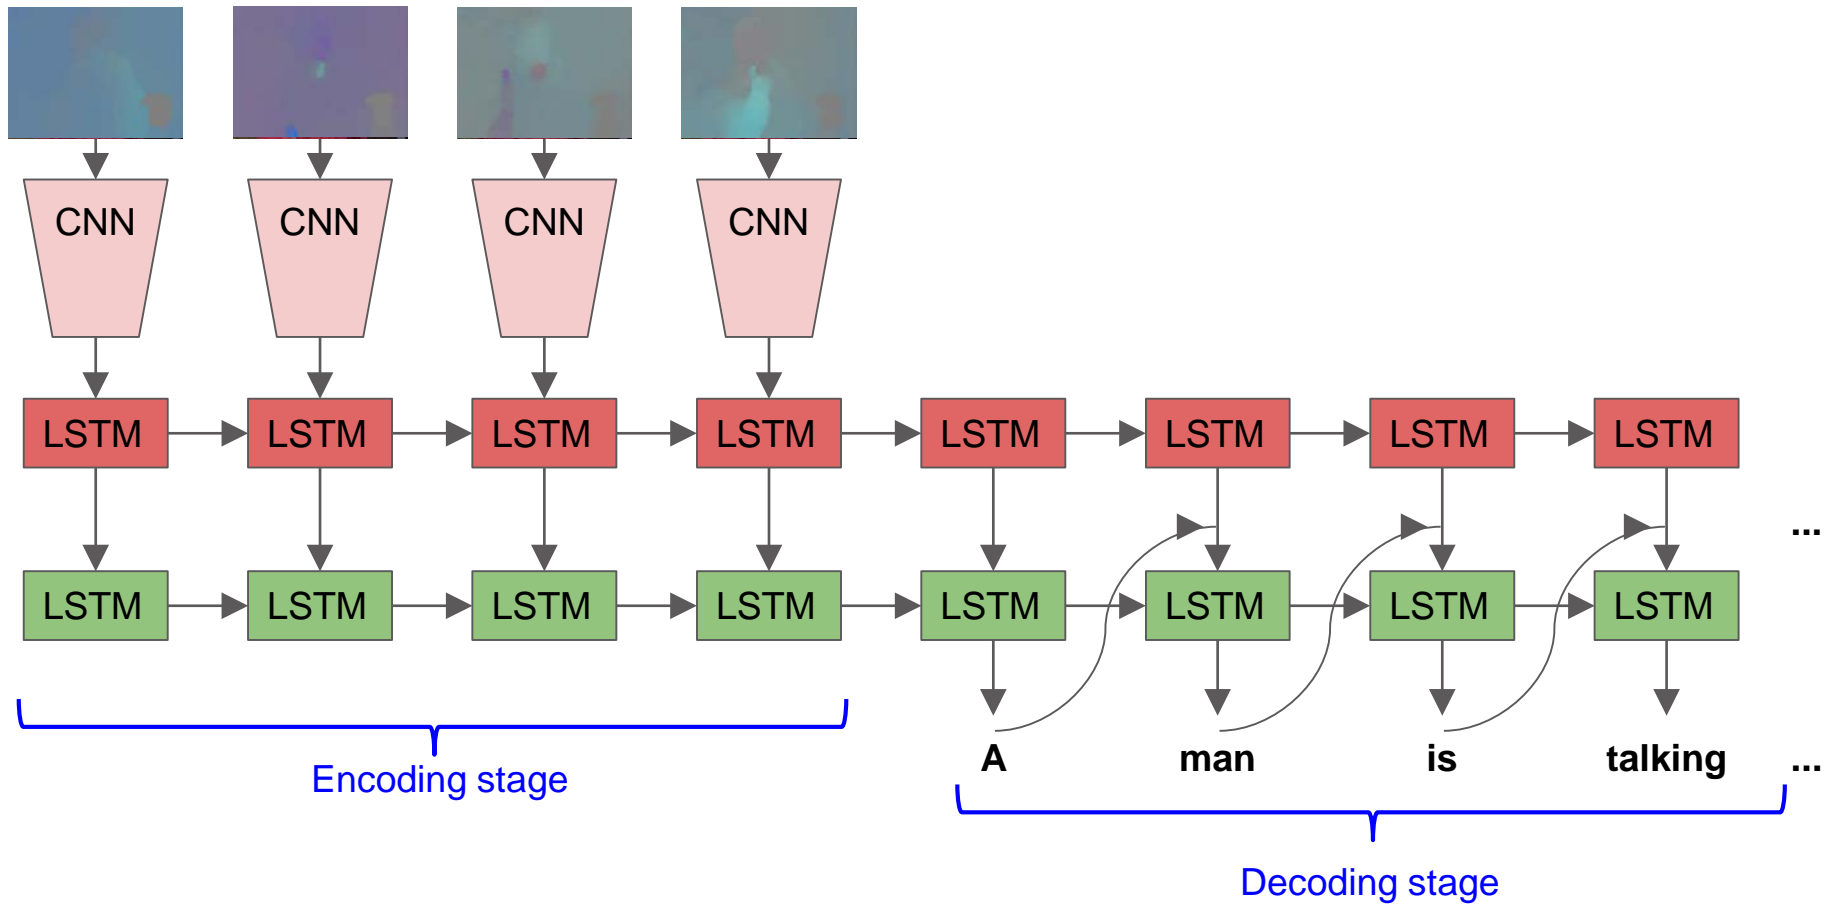 CNN CNN CNN CNN
LSTM LSTM LSTM LSTM LSTM LSTM LSTM LSTM
...
LSTM LSTM LSTM LSTM LSTM LSTM LSTM LSTM
A man is talking ...
Encoding stage
Decoding stage